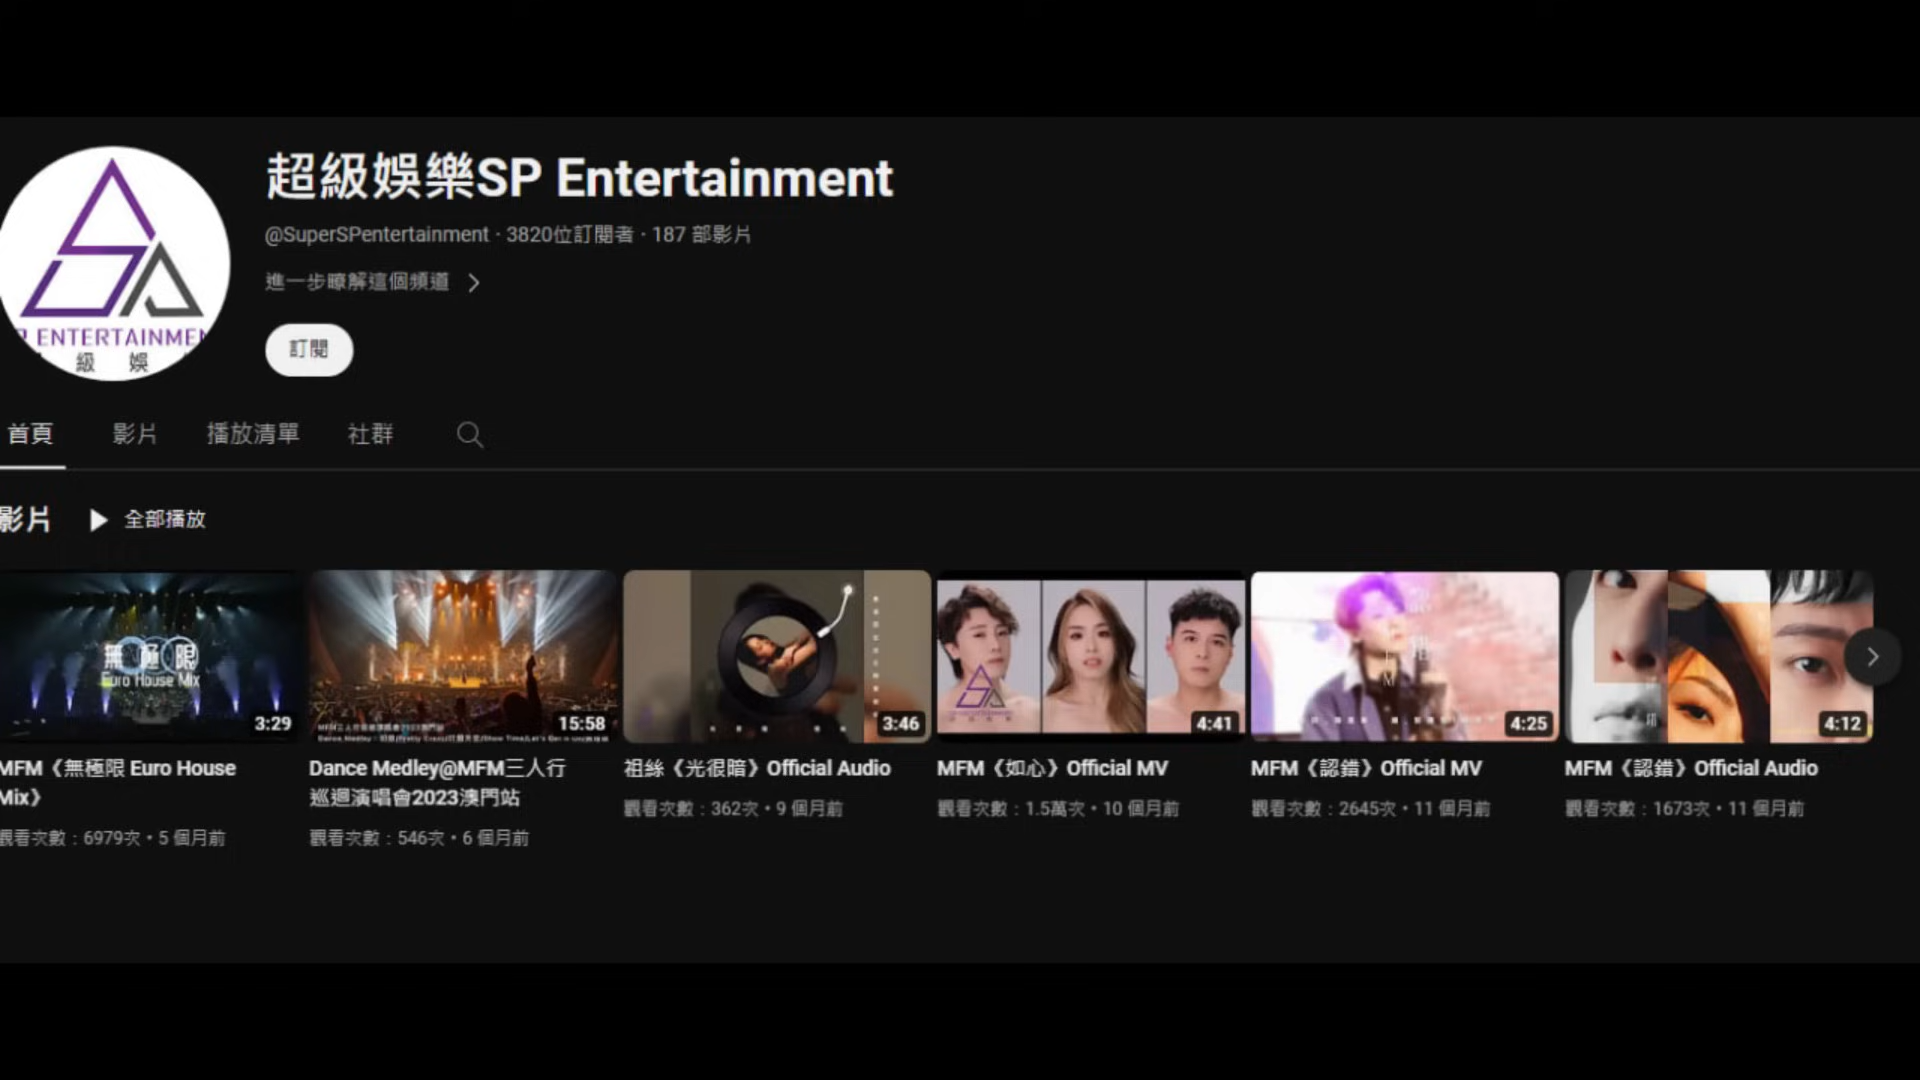 超級娛樂SP Entertainment
@SuperSPentertainment · 3820位訂閱者 · 187 部影片
進一步瞭解這個頻道
訂閱
ENTERTAINMEN
級 娛
首頁 影片 播放清單 社群
影片 全部播放
無極限
Euro House Mix
3:29
15:58
3:46
4:41
4:25
4:12
MFM《無極限 Euro House
Mix》
觀看次數：6979次・5 個月前
Dance Medley@MFM三人行
巡迴演唱會2023澳門站
觀看次數：546次・6 個月前
祖絲《光很暗》Official Audio
觀看次數：362次・9 個月前
MFM《如心》Official MV
觀看次數：1.5萬次・10 個月前
MFM《認錯》Official MV
觀看次數：2645次・11 個月前
MFM《認錯》Official Audio
觀看次數：1673次・11 個月前